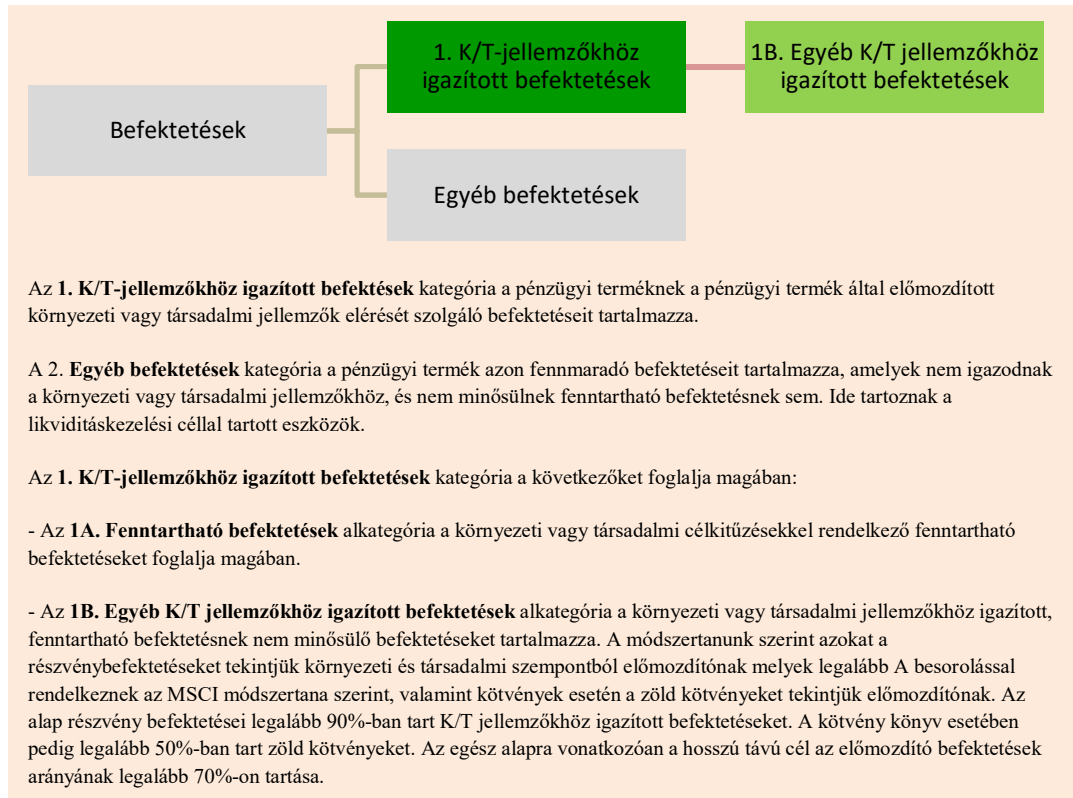 1. K/T-jellemzőkhöz
igazított befektetések
1B. Egyéb K/T jellemzőkhöz
igazított befektetések
Befektetések
Egyéb befektetések
Az 1. K/T-jellemzőkhöz igazított befektések kategória a pénzügyi terméknek a pénzügyi termék által előmozdított
környezeti vagy társadalmi jellemzők elérését szolgáló befektetéseit tartalmazza.
A 2. Egyéb befektetések kategória a pénzügyi termék azon fennmaradó befektetéseit tartalmazza, amelyek nem igazodnak
a környezeti vagy társadalmi jellemzőkhöz, és nem minősülnek fenntartható befektetésnek sem. Ide tartoznak a
likviditáskezelési céllal tartott eszközök.
Az 1. K/T-jellemzőkhöz igazított befektetések kategória a következőket foglalja magában:
- Az 1A. Fenntartható befektetések alkategória a környezeti vagy társadalmi célkitűzésekkel rendelkező fenntartható
befektetéseket foglalja magában.
- Az 1B. Egyéb K/T jellemzőkhöz igazított befektetések alkategória a környezeti vagy társadalmi jellemzőkhöz igazított,
fenntartható befektetésnek nem minősülő befektetéseket tartalmazza. A módszertanunk szerint azokat a
részvénybefektetéseket tekintjük környezeti és társadalmi szempontból előmozdítónak melyek legalább A besorolással
rendelkeznek az MSCI módszertana szerint, valamint kötvények esetén a zöld kötvényeket tekintjük előmozdítónak. Az
alap részvény befektetései legalább 90%-ban tart K/T jellemzőkhöz igazított befektetéseket. A kötvény könyv esetében
pedig legalább 50%-ban tart zöld kötvényeket. Az egész alapra vonatkozóan a hosszú távú cél az előmozdító befektetések
arányának legalább 70%-on tartása.